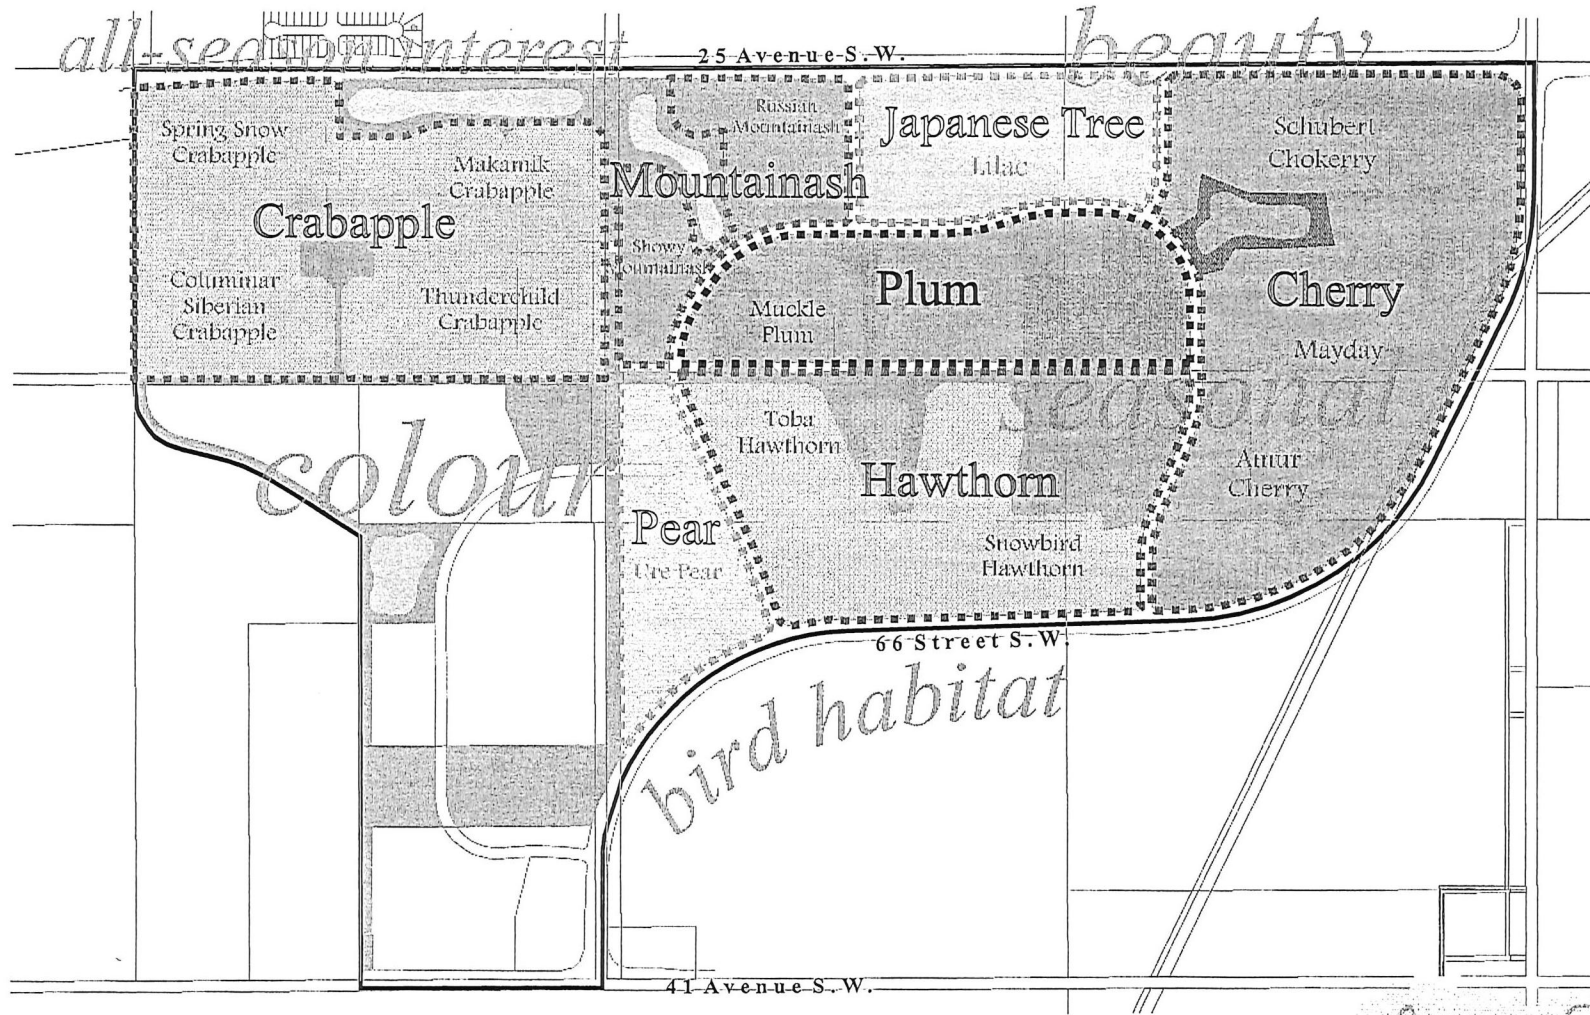 all-season interest
beauty
25 Avenue S.W.
Spring Snow
Crabapple
Makamik
Crabapple
Crabapple
Columnar
Siberian
Crabapple
Thunderchild
Crabapple
Russian
Mountainash
Mountainash
Showy
Mountainash
Japanese Tree
Lilac
Schubert
Chokerry
Cherry
Mayday
Amur
Cherry
Plum
Muckle
Plum
seasonal
colour
Toba
Hawthorn
Hawthorn
Snowbird
Hawthorn
Pear
Ure Pear
66 Street S.W.
bird habitat
41 Avenue S.W.